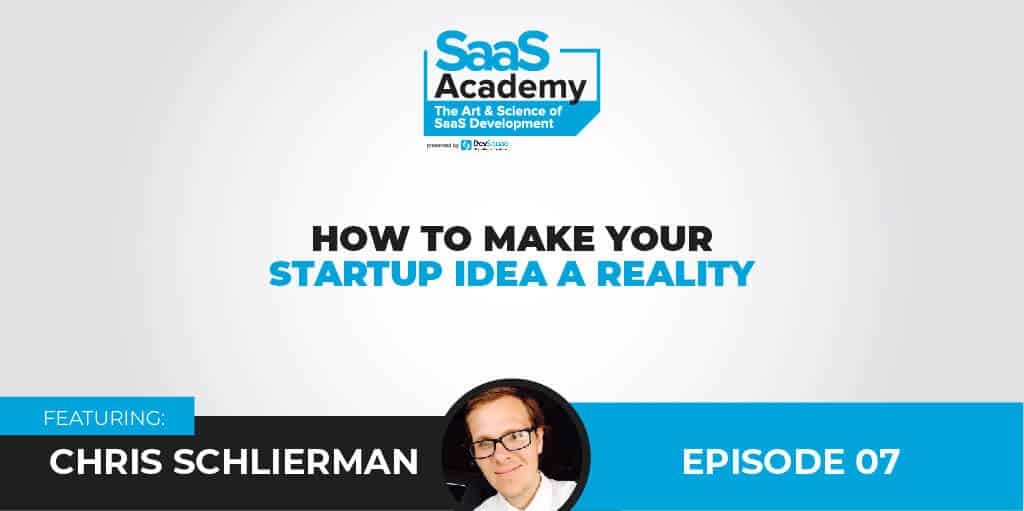 SaaS
Academy
The Art & Science of
SaaS Development
presented by DevSquad
HOW TO MAKE YOUR
STARTUP IDEA A REALITY
FEATURING:
CHRIS SCHLIERMAN
EPISODE 07